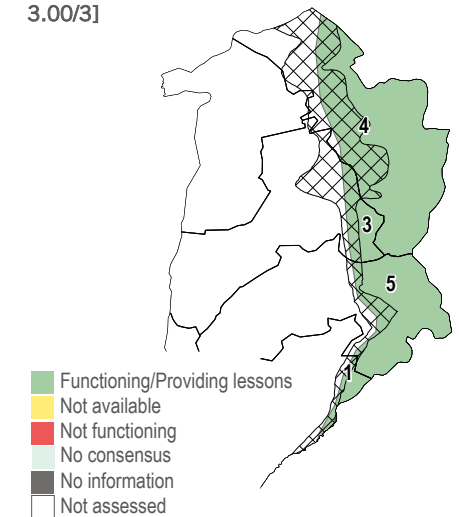 3.00/3]
4
3
5
1
Functioning/Providing lessons
Not available
Not functioning
No consensus
No information
Not assessed